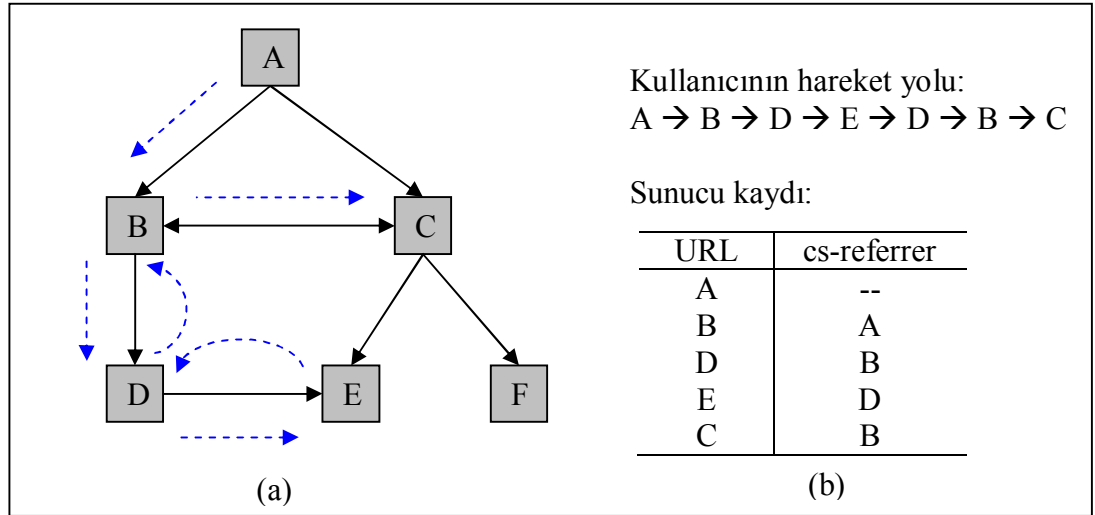 A
B
C
D
E
F
(a)
Kullanıcının hareket yolu:
A → B → D → E → D → B → C
Sunucu kaydı:
URL cs-referrer
A --
B A
D B
E D
C B
(b)